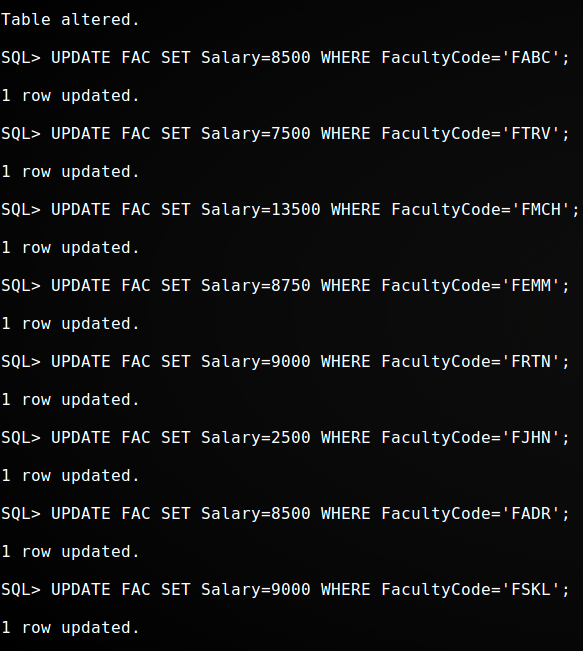 Table altered.
SQL> UPDATE FAC SET Salary=8500 WHERE FacultyCode='FABC';
1 row updated.
SQL> UPDATE FAC SET Salary=7500 WHERE FacultyCode='FTRV';
1 row updated.
SQL> UPDATE FAC SET Salary=13500 WHERE FacultyCode='FMCH';
1 row updated.
SQL> UPDATE FAC SET Salary=8750 WHERE FacultyCode='FEMM';
1 row updated.
SQL> UPDATE FAC SET Salary=9000 WHERE FacultyCode='FRTN';
1 row updated.
SQL> UPDATE FAC SET Salary=2500 WHERE FacultyCode='FJHN';
1 row updated.
SQL> UPDATE FAC SET Salary=8500 WHERE FacultyCode='FADR';
1 row updated.
SQL> UPDATE FAC SET Salary=9000 WHERE FacultyCode='FSKL';
1 row updated.